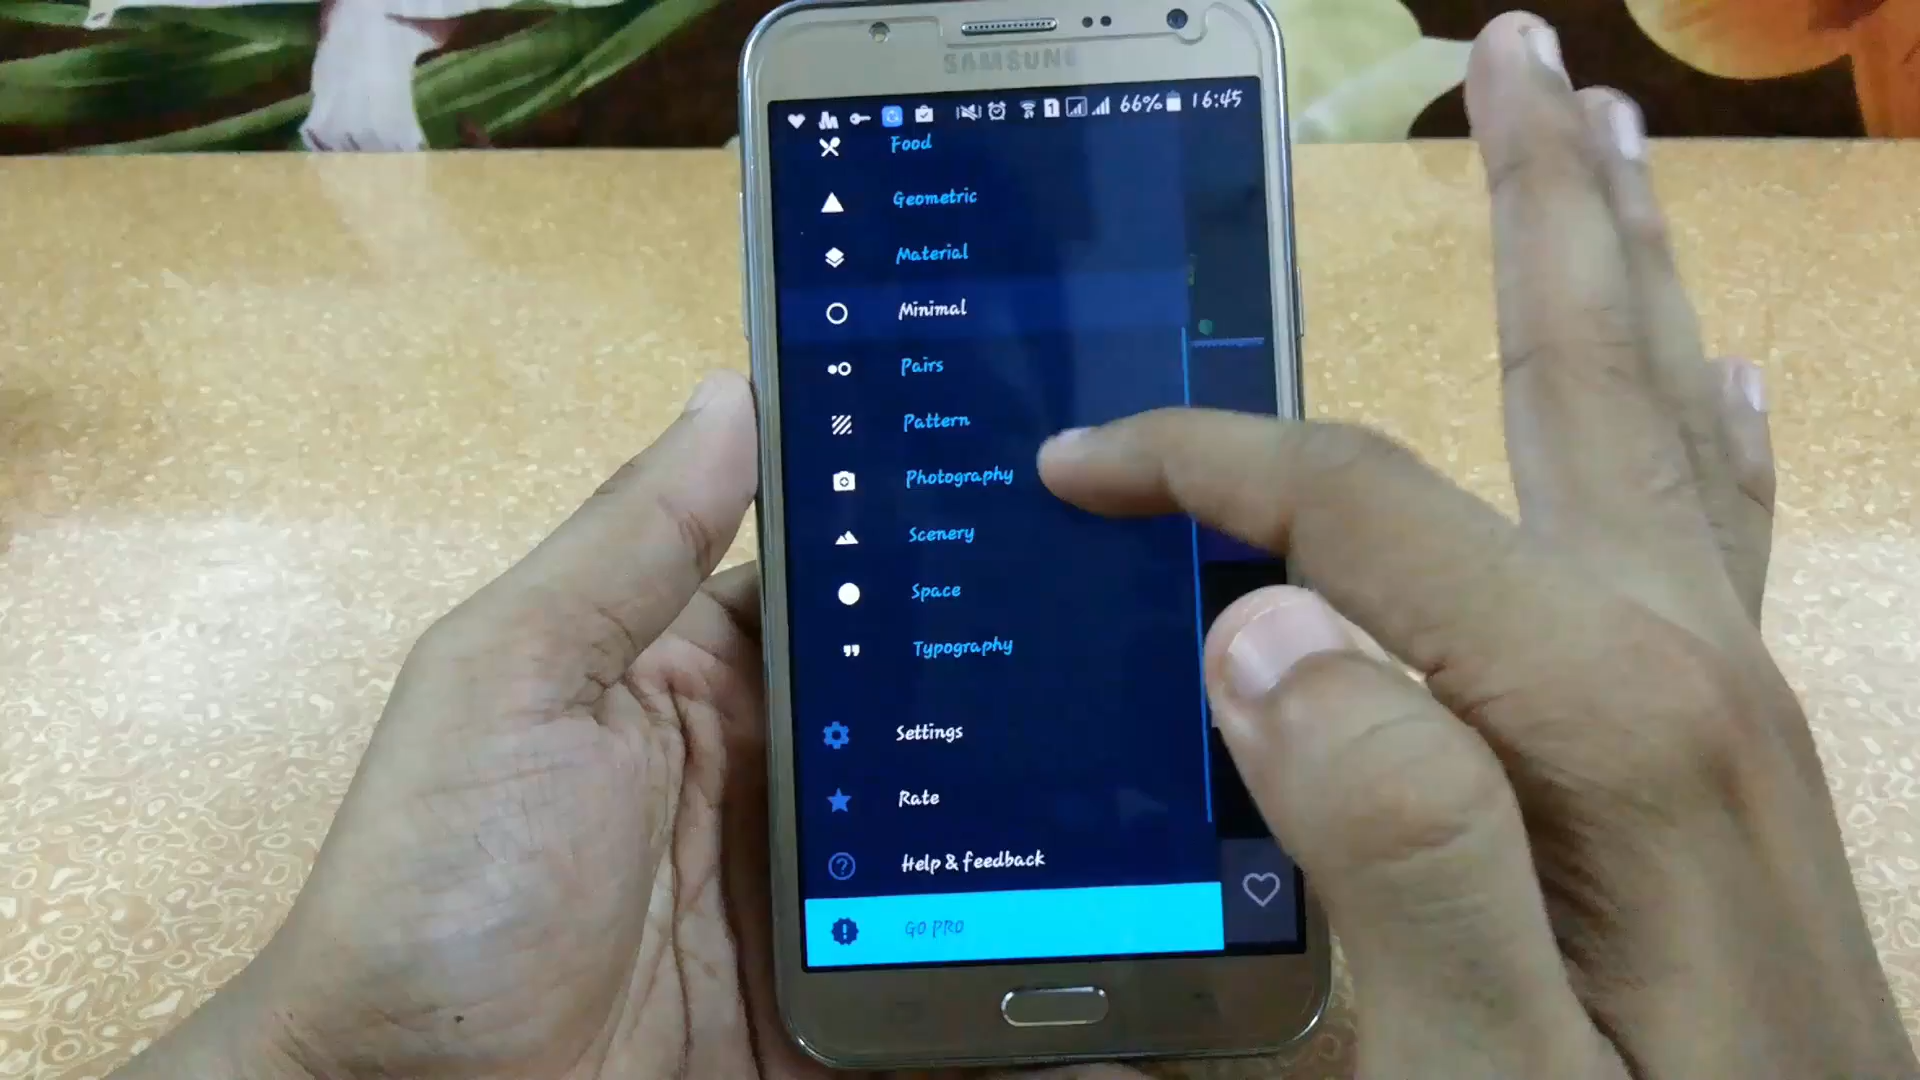 SAMSUNG
1 66% 16:45
Food
Geometric
Material
Minimal
Pairs
Pattern
Photography
Scenery
Space
Typography
Settings
Rate
Help & feedback
GO PRO